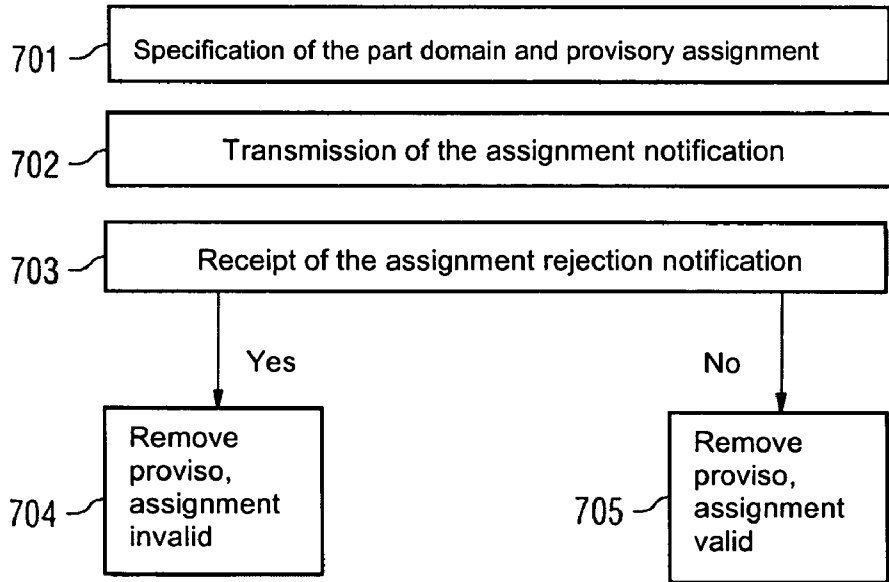 701
Specification of the part domain and provisory assignment
702
Transmission of the assignment notification
703
Receipt of the assignment rejection notification
Yes
No
704
Remove
proviso,
assignment
invalid
705
Remove
proviso,
assignment
valid